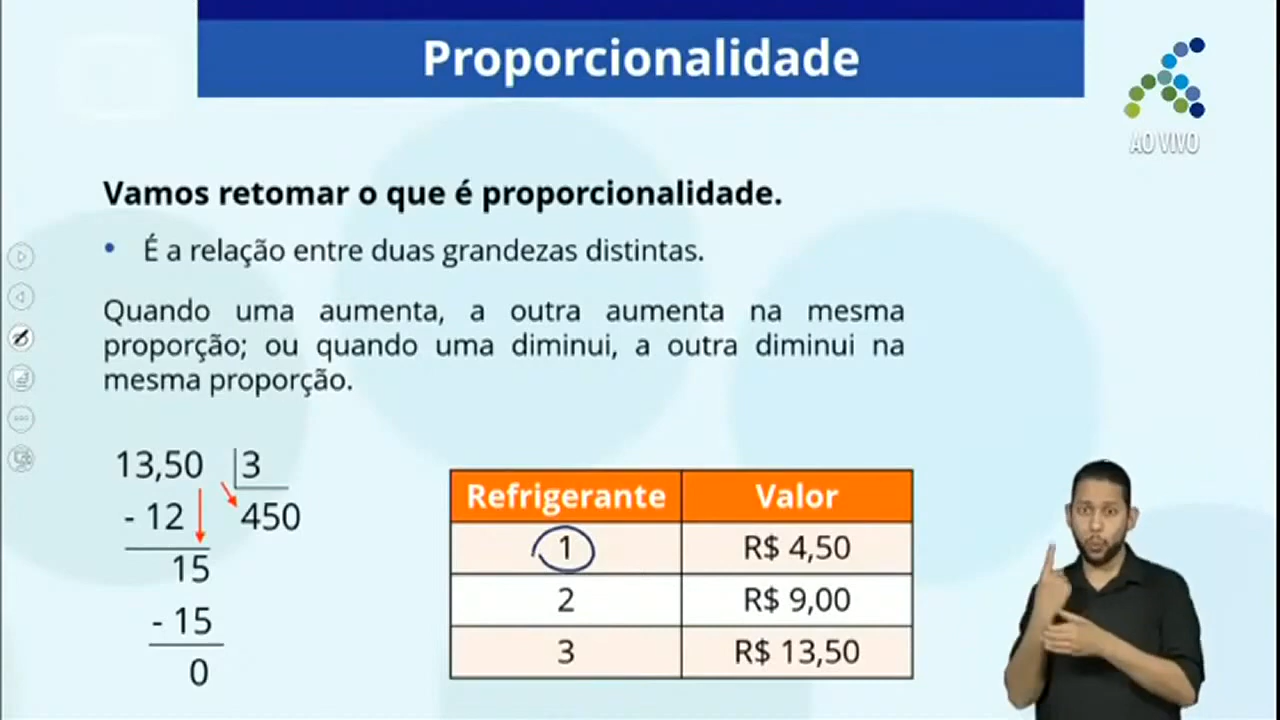 Proporcionalidade
AO VIVO
Vamos retomar o que é proporcionalidade.
• É a relação entre duas grandezas distintas.
Quando uma aumenta, a outra aumenta na mesma
proporção; ou quando uma diminui, a outra diminui na
mesma proporção.
13,50 3
- 12 450
15
- 15
0
Refrigerante Valor
1 R$ 4,50
2 R$ 9,00
3 R$ 13,50